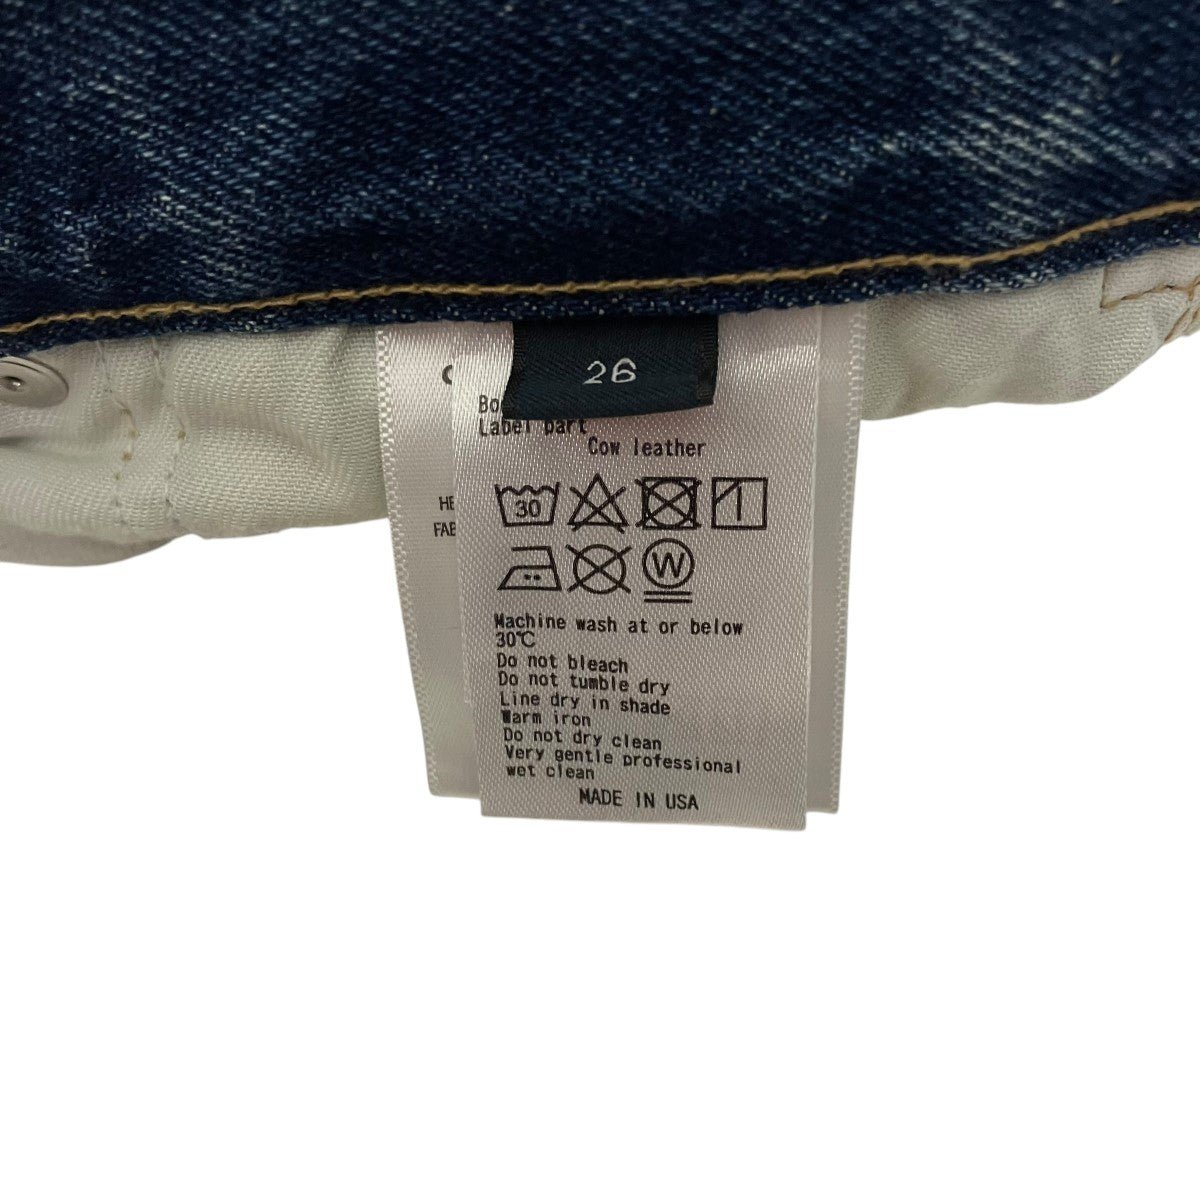 26
Label part
Cow leather
30
W
Machine wash at or below
30℃
Do not bleach
Do not tumble dry
Line dry in shade
Warm iron
Do not dry clean
Very gentle professional
wet clean
MADE IN USA